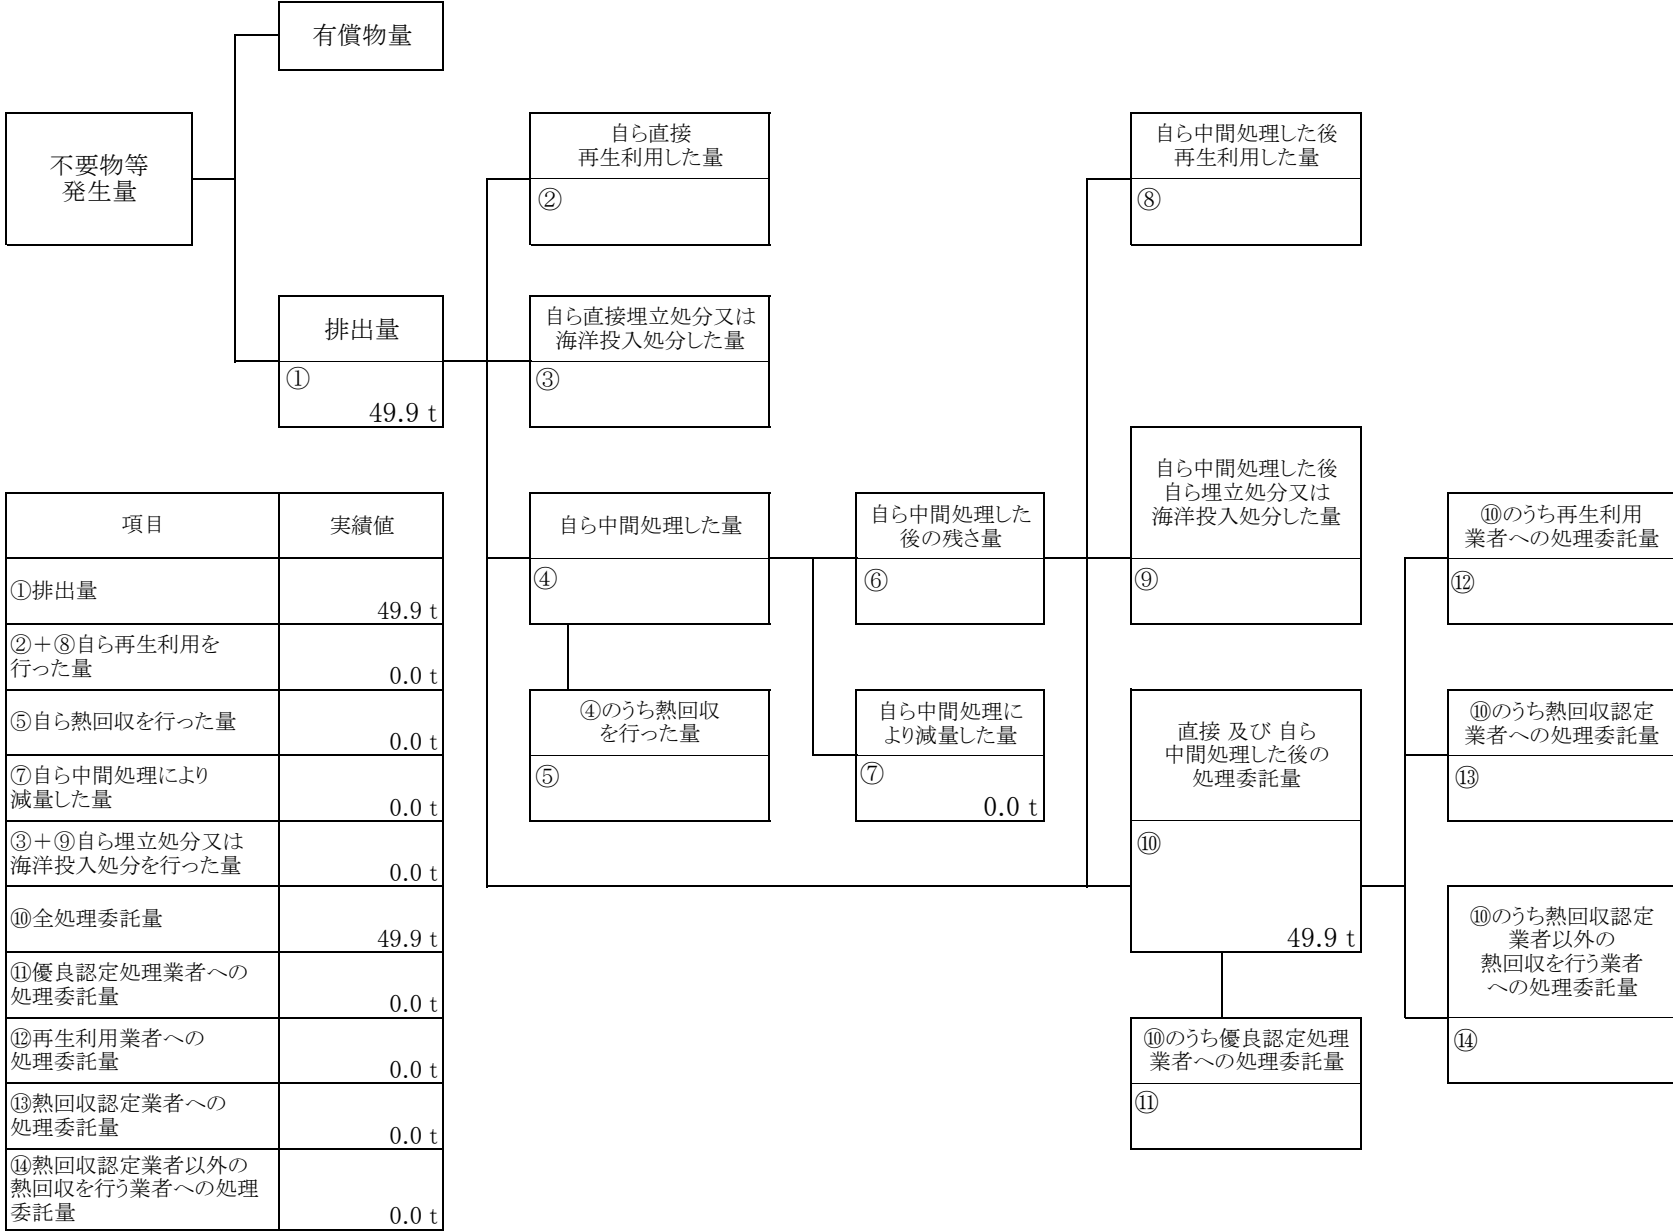 有償物量
不要物等
発生量
自ら直接
再生利用した量
②
自ら中間処理した後
再生利用した量
⑧
排出量
①
49.9 t
自ら直接埋立処分又は
海洋投入処分した量
③
自ら中間処理した量
④
自ら中間処理した
後の残さ量
⑥
自ら中間処理した後
自ら埋立処分又は
海洋投入処分した量
⑨
⑩のうち再生利用
業者への処理委託量
⑫
④のうち熱回収
を行った量
⑤
自ら中間処理に
より減量した量
⑦
0.0 t
直接 及び 自ら
中間処理した後の
処理委託量
⑩
49.9 t
⑩のうち熱回収認定
業者への処理委託量
⑬
⑩のうち熱回収認定
業者以外の
熱回収を行う業者
への処理委託量
⑭
⑩のうち優良認定処理
業者への処理委託量
⑪
項目 実績値
①排出量
49.9 t
②+⑧自ら再生利用を
行った量
0.0 t
⑤自ら熱回収を行った量
0.0 t
⑦自ら中間処理により
減量した量
0.0 t
③+⑨自ら埋立処分又は
海洋投入処分を行った量
0.0 t
⑩全処理委託量
49.9 t
⑪優良認定処理業者への
処理委託量
0.0 t
⑫再生利用業者への
処理委託量
0.0 t
⑬熱回収認定業者への
処理委託量
0.0 t
⑭熱回収認定業者以外の
熱回収を行う業者への処理
委託量
0.0 t